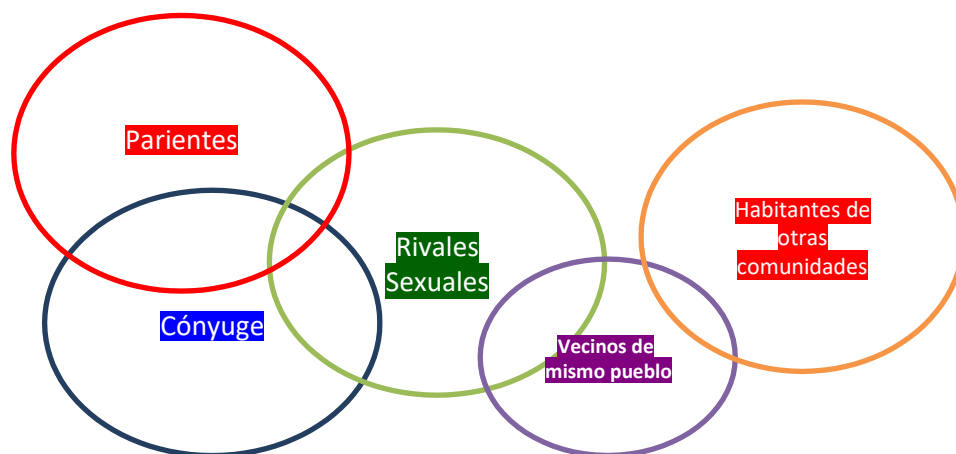 Parientes
Habitantes de
otras
comunidades
Rivales
Sexuales
Cónyuge
Vecinos de
mismo pueblo